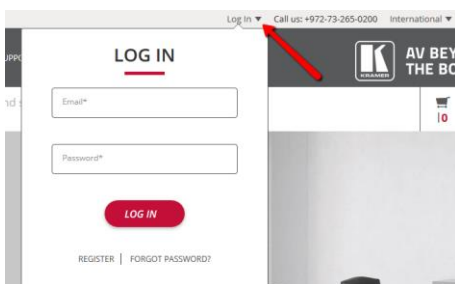 Log In ▼ Call us: +972-73-265-0200 International ▼
LOG IN
KRAMER
AV BEY
THE BO
Email*
|0
Password*
LOG IN
REGISTER | FORGOT PASSWORD?